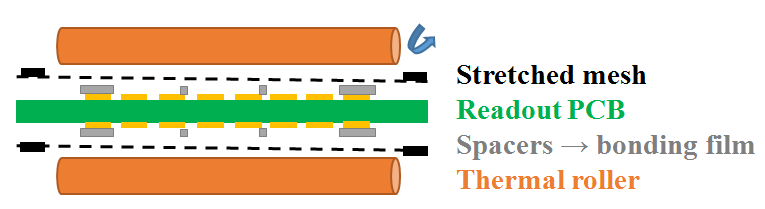 Stretched mesh
Readout PCB
Spacers → bonding film
Thermal roller